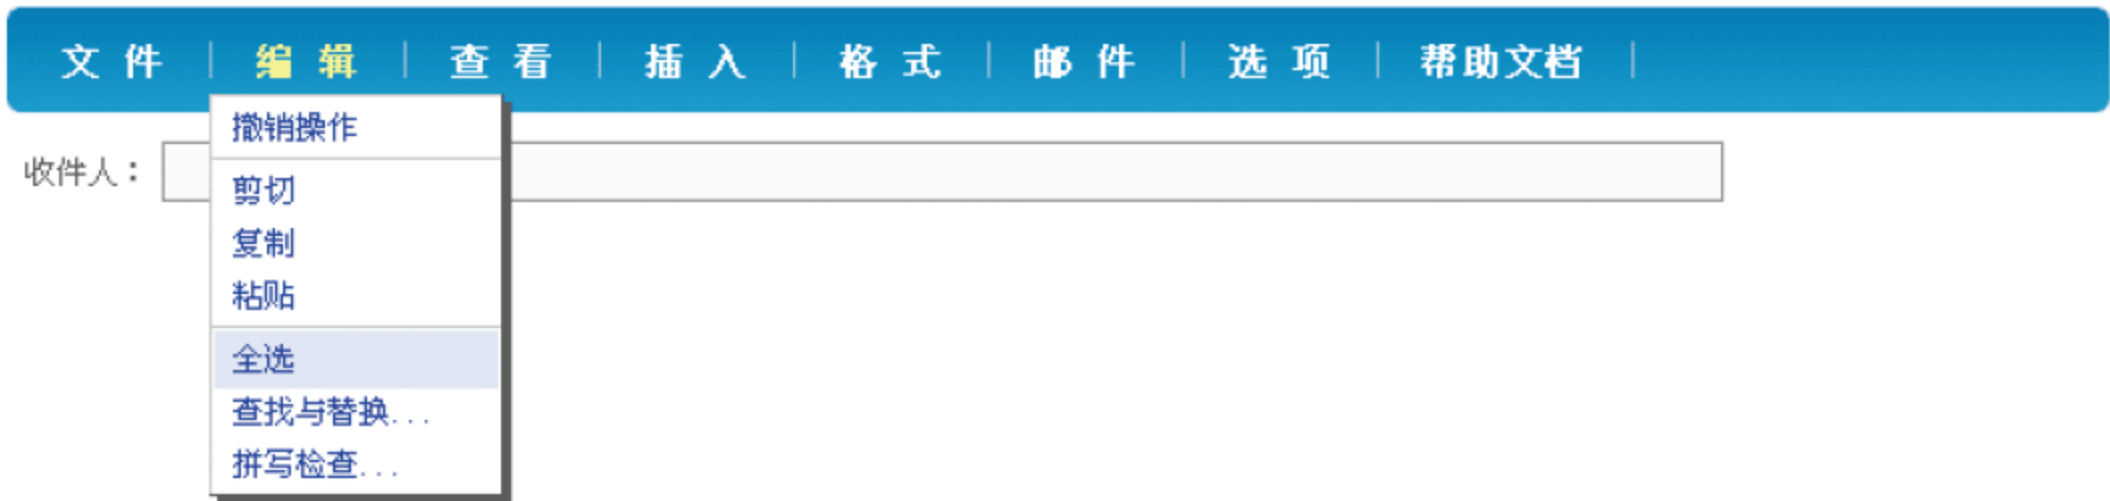 文 件 | 编 辑 | 查 看 | 插 入 | 格 式 | 邮 件 | 选 项 | 帮助文档 |
撤销操作
收件人：
剪切
复制
粘贴
全选
查找与替换...
拼写检查...